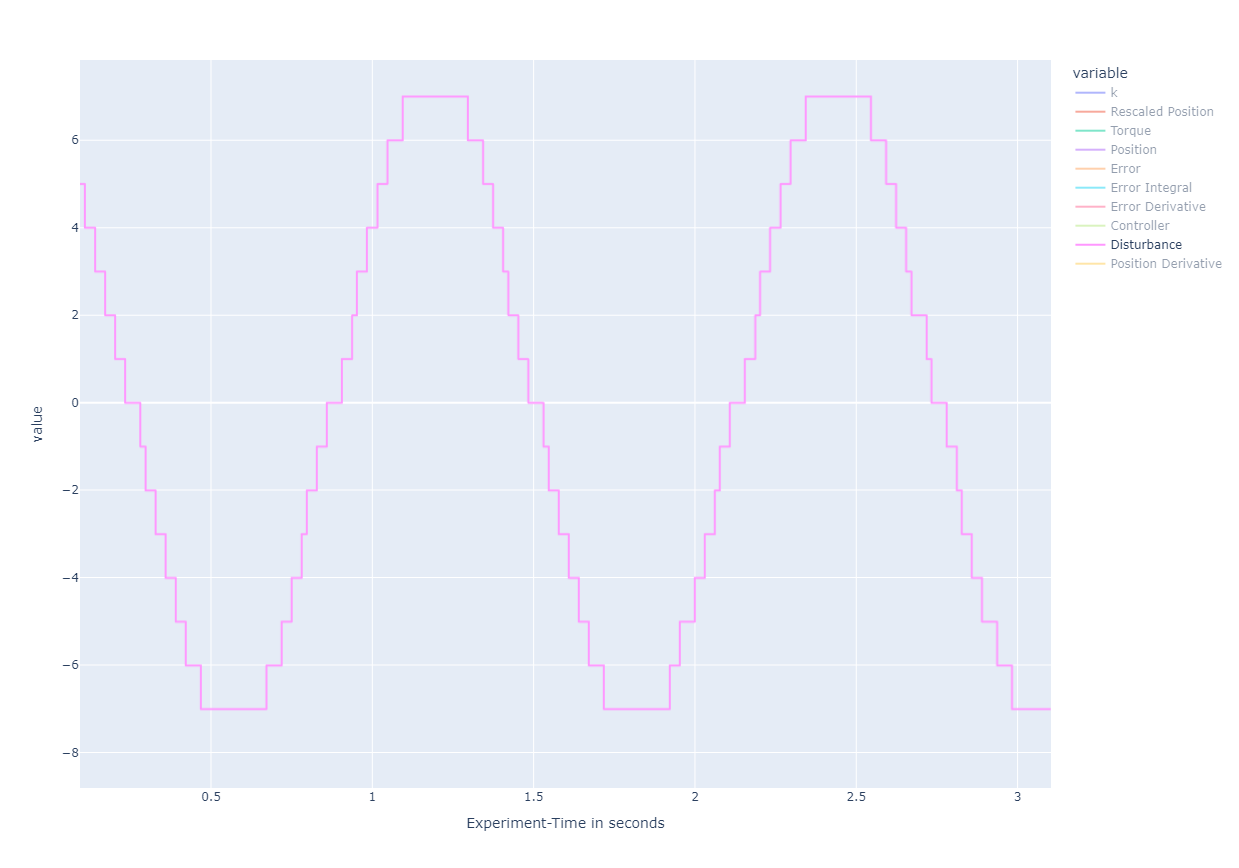 variable
k
Rescaled Position
Torque
Position
Error
Error Integral
Error Derivative
Controller
Disturbance
Position Derivative
6
4
2
0
−2
−4
−6
−8
value
0.5 1 1.5 2 2.5 3
Experiment-Time in seconds